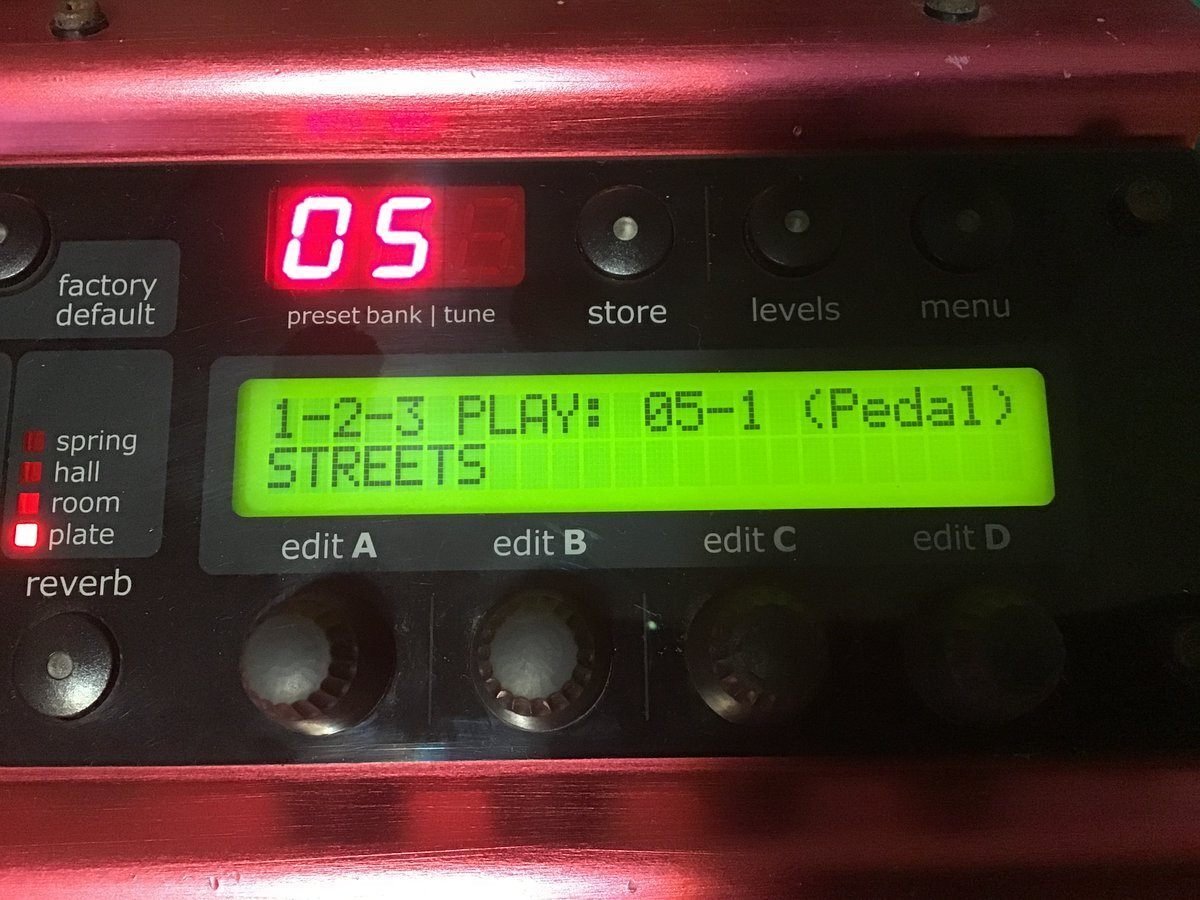 05
factory
default
preset bank | tune
store
levels
menu
1-2-3 PLAY: 05-1 (Pedal)
STREETS
spring
hall
room
plate
edit A
edit B
edit C
edit D
reverb